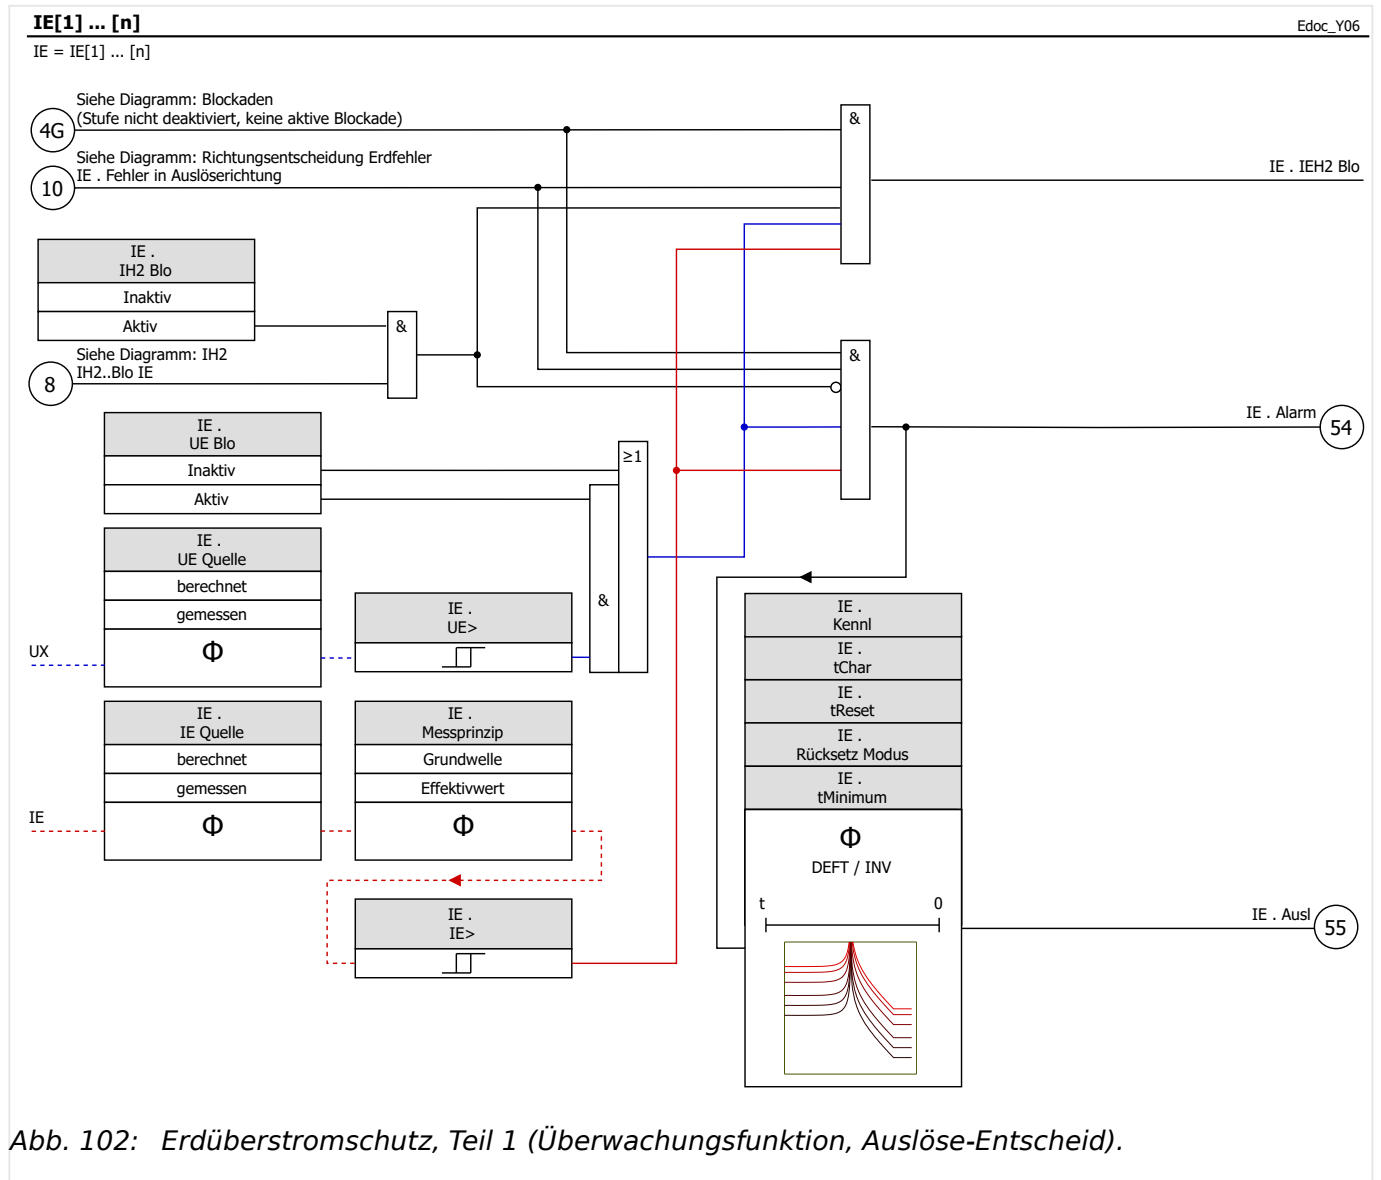 IE[1] ... [n]
Edoc_Y06
IE = IE[1] ... [n]
Siehe Diagramm: Blockaden
4G
(Stufe nicht deaktiviert, keine aktive Blockade)
&
Siehe Diagramm: Richtungsentscheidung Erdfehler
10
IE . Fehler in Auslöserichtung
IE . IEH2 Blo
IE .
IH2 Blo
Inaktiv
Aktiv
&
Siehe Diagramm: IH2
8
IH2..Blo IE
&
IE . Alarm
54
IE .
UE Blo
Inaktiv
Aktiv
≥1
&
IE .
UE Quelle
berechnet
gemessen
Φ
UX
IE .
UE>
IE .
IE Quelle
berechnet
gemessen
Φ
IE
IE .
Messprinzip
Grundwelle
Effektivwert
Φ
IE .
IE>
IE .
Kennl
IE .
tChar
IE .
tReset
IE .
Rücksetz Modus
IE .
tMinimum
Φ
DEFT / INV
t 0
IE . Ausl
55
Abb. 102: Erdüberstromschutz, Teil 1 (Überwachungsfunktion, Auslöse-Entscheid).